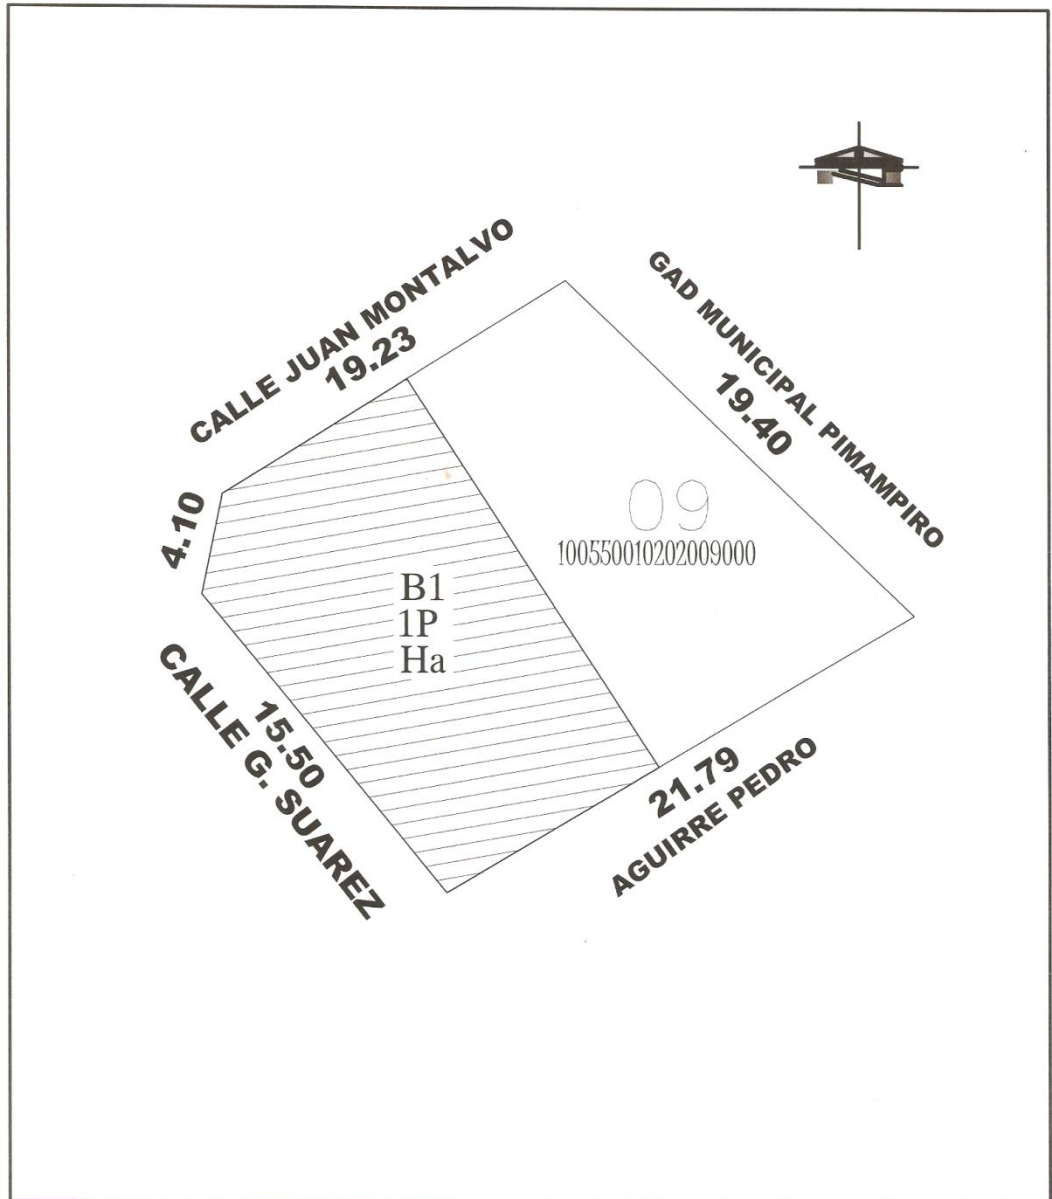 CALLE JUAN MONTALVO
19.23
GAD MUNICIPAL PIMAMPIRO
19.40
4.10
09
100550010202009000
B1
1P
Ha
15.50
CALLE G. SUAREZ
21.79
AGUIRRE PEDRO